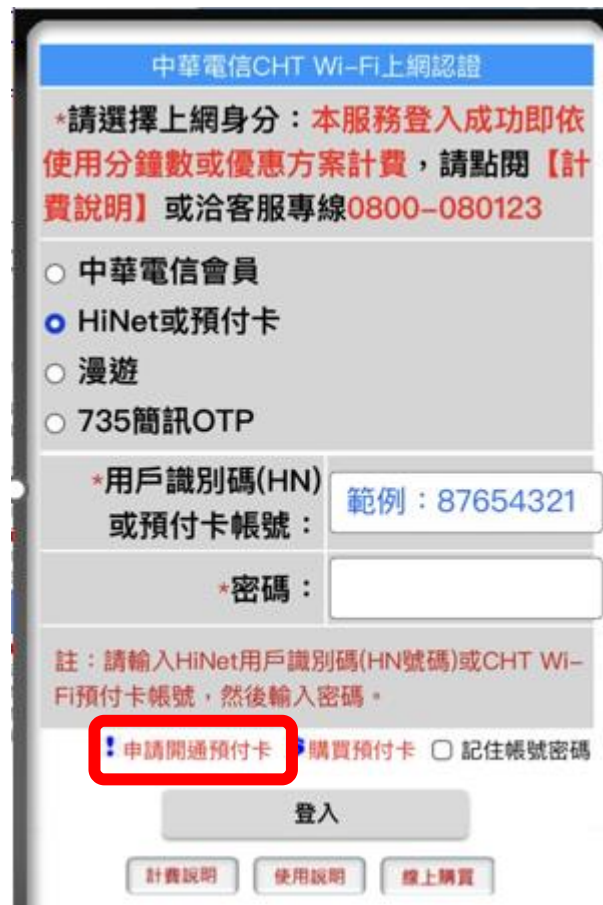 中華電信CHT Wi-Fi上網認證
*請選擇上網身分：本服務登入成功即依
使用分鐘數或優惠方案計費，請點閱【計
費說明】或洽客服專線0800-080123
中華電信會員
HiNet或預付卡
漫遊
735簡訊OTP
*用戶識別碼(HN)
或預付卡帳號：
範例：87654321
*密碼：
註：請輸入HiNet用戶識別碼(HN號碼)或CHT Wi-
Fi預付卡帳號，然後輸入密碼。
! 申請開通預付卡 購買預付卡 記住帳號密碼
登入
計費說明 使用說明 線上購買